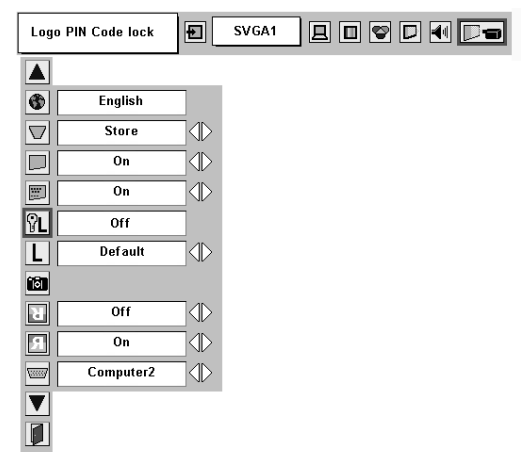 Logo PIN Code lock
SVGA1
English
Store
On
On
L
Off
L
Default
Off
On
Computer2